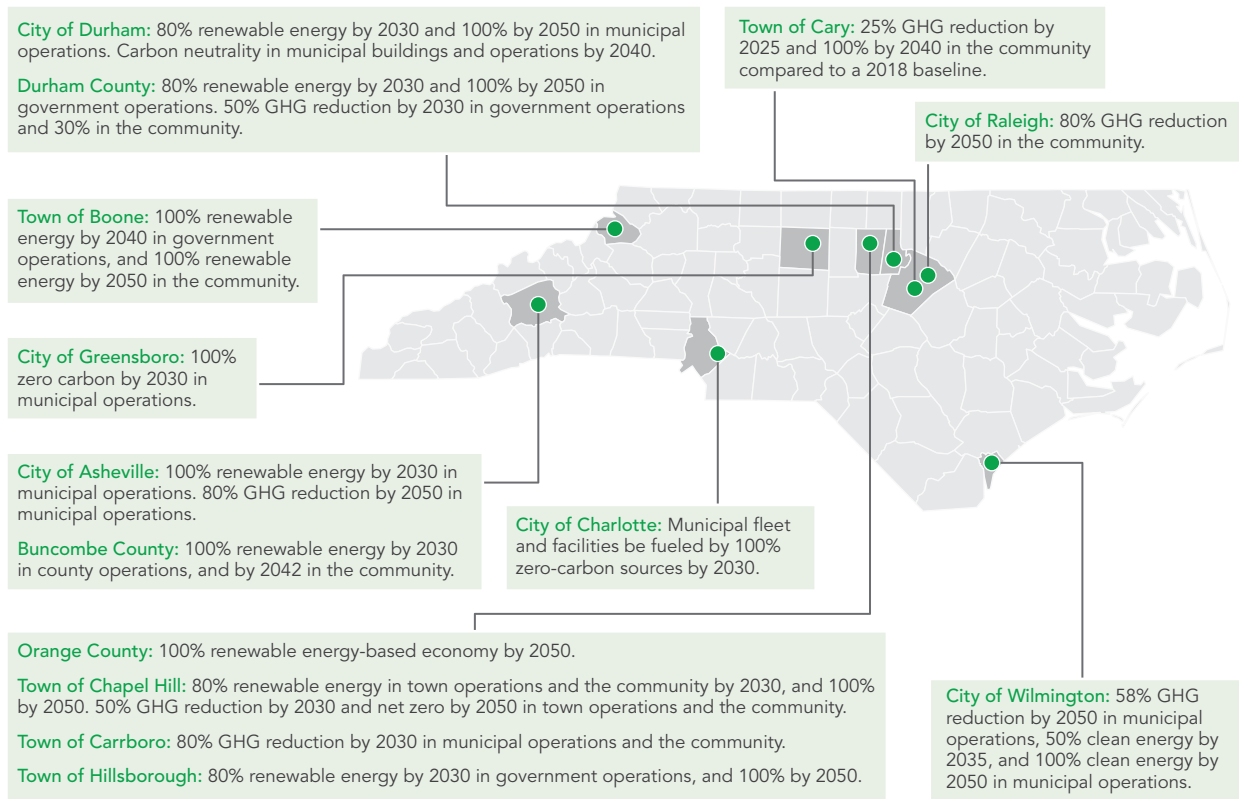 City of Durham: 80% renewable energy by 2030 and 100% by 2050 in municipal
operations. Carbon neutrality in municipal buildings and operations by 2040.
Durham County: 80% renewable energy by 2030 and 100% by 2050 in
government operations. 50% GHG reduction by 2030 in government operations
and 30% in the community.
Town of Cary: 25% GHG reduction by
2025 and 100% by 2040 in the community
compared to a 2018 baseline.
City of Raleigh: 80% GHG reduction
by 2050 in the community.
Town of Boone: 100% renewable
energy by 2040 in government
operations, and 100% renewable
energy by 2050 in the community.
City of Greensboro: 100%
zero carbon by 2030 in
municipal operations.
City of Asheville: 100% renewable energy by 2030 in
municipal operations. 80% GHG reduction by 2050 in
municipal operations.
Buncombe County: 100% renewable energy by 2030
in county operations, and by 2042 in the community.
City of Charlotte: Municipal fleet
and facilities be fueled by 100%
zero-carbon sources by 2030.
Orange County: 100% renewable energy-based economy by 2050.
Town of Chapel Hill: 80% renewable energy in town operations and the community by 2030, and 100%
by 2050. 50% GHG reduction by 2030 and net zero by 2050 in town operations and the community.
Town of Carrboro: 80% GHG reduction by 2030 in municipal operations and the community.
Town of Hillsborough: 80% renewable energy by 2030 in government operations, and 100% by 2050.
City of Wilmington: 58% GHG
reduction by 2050 in municipal
operations, 50% clean energy by
2035, and 100% clean energy by
2050 in municipal operations.